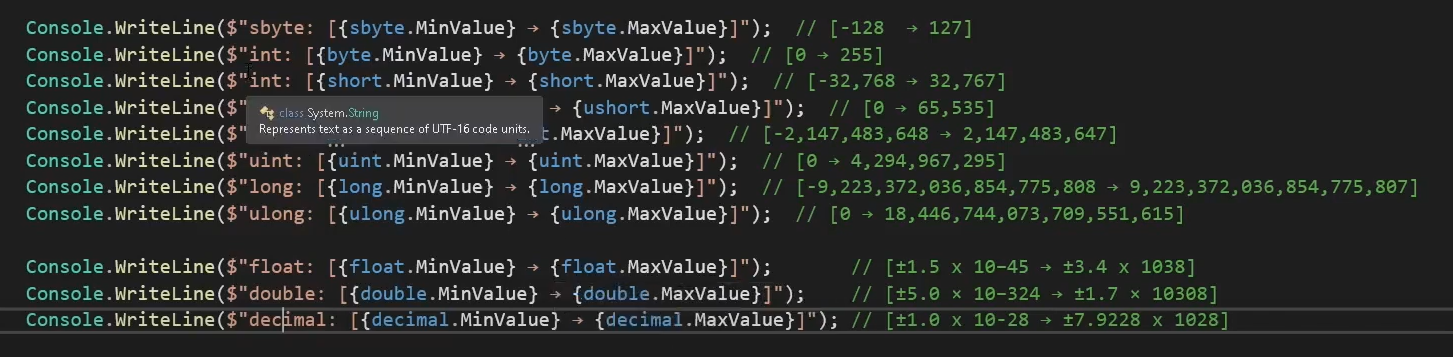 Console.WriteLine($"sbyte: [{sbyte.MinValue} → {sbyte.MaxValue}]");  // [-128  → 127]
Console.WriteLine($"int: [{byte.MinValue} → {byte.MaxValue}]");  // [0 → 255]
Console.WriteLine($"int: [{short.MinValue} → {short.MaxValue}]");  // [-32,768 → 32,767]
Console.WriteLine($" → {ushort.MaxValue}]");  // [0 → 65,535]
class System.String
Represents text as a sequence of UTF-16 code units.
Console.WriteLine($" t.MaxValue}]");  // [-2,147,483,648 → 2,147,483,647]
Console.WriteLine($"uint: [{uint.MinValue} → {uint.MaxValue}]");  // [0 → 4,294,967,295]
Console.WriteLine($"long: [{long.MinValue} → {long.MaxValue}]");  // [-9,223,372,036,854,775,808 → 9,223,372,036,854,775,807]
Console.WriteLine($"ulong: [{ulong.MinValue} → {ulong.MaxValue}]");  // [0 → 18,446,744,073,709,551,615]
Console.WriteLine($"float: [{float.MinValue} → {float.MaxValue}]");       // [±1.5 x 10−45 → ±3.4 x 1038]
Console.WriteLine($"double: [{double.MinValue} → {double.MaxValue}]");    // [±5.0 × 10−324 → ±1.7 × 10308]
Console.WriteLine($"decimal: [{decimal.MinValue} → {decimal.MaxValue}]"); // [±1.0 x 10-28 → ±7.9228 x 1028]